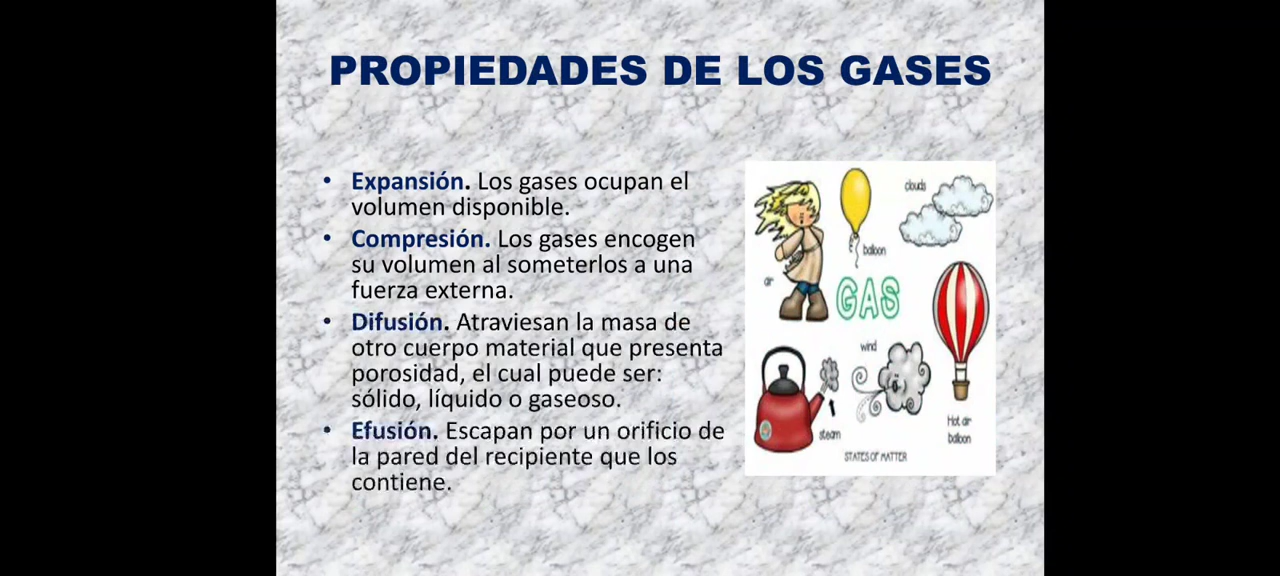 PROPIEDADES DE LOS GASES
• Expansión. Los gases ocupan el
volumen disponible.
• Compresión. Los gases encogen
su volumen al someterlos a una
fuerza externa.
• Difusión. Atraviesan la masa de
otro cuerpo material que presenta
porosidad, el cual puede ser:
sólido, líquido o gaseoso.
• Efusión. Escapan por un orificio de
la pared del recipiente que los
contiene.
clouds
balloon
air
GAS
wind
steam
Hot air
balloon
STATES OF MATTER